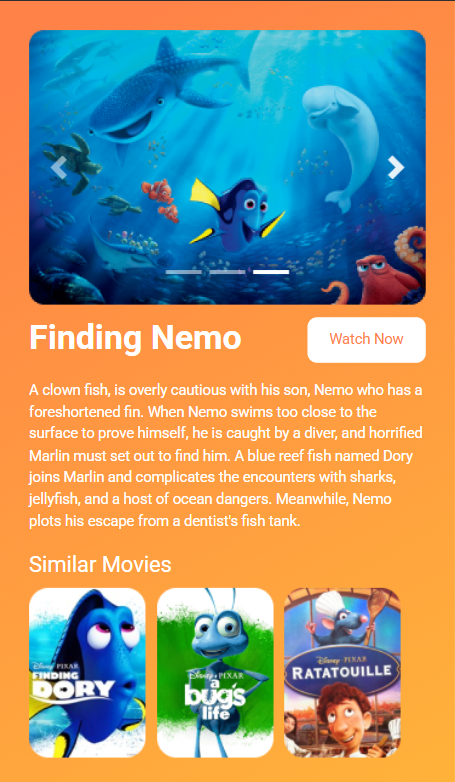 Finding Nemo
Watch Now
A clown fish, is overly cautious with his son, Nemo who has a
foreshortened fin. When Nemo swims too close to the
surface to prove himself, he is caught by a diver, and horrified
Marlin must set out to find him. A blue reef fish named Dory
joins Marlin and complicates the encounters with sharks,
jellyfish, and a host of ocean dangers. Meanwhile, Nemo
plots his escape from a dentist's fish tank.
Similar Movies
Disney PIXAR
FINDING
DORY
Disney PIXAR
a
bug's
life
Disney PIXAR
RATATOUILLE